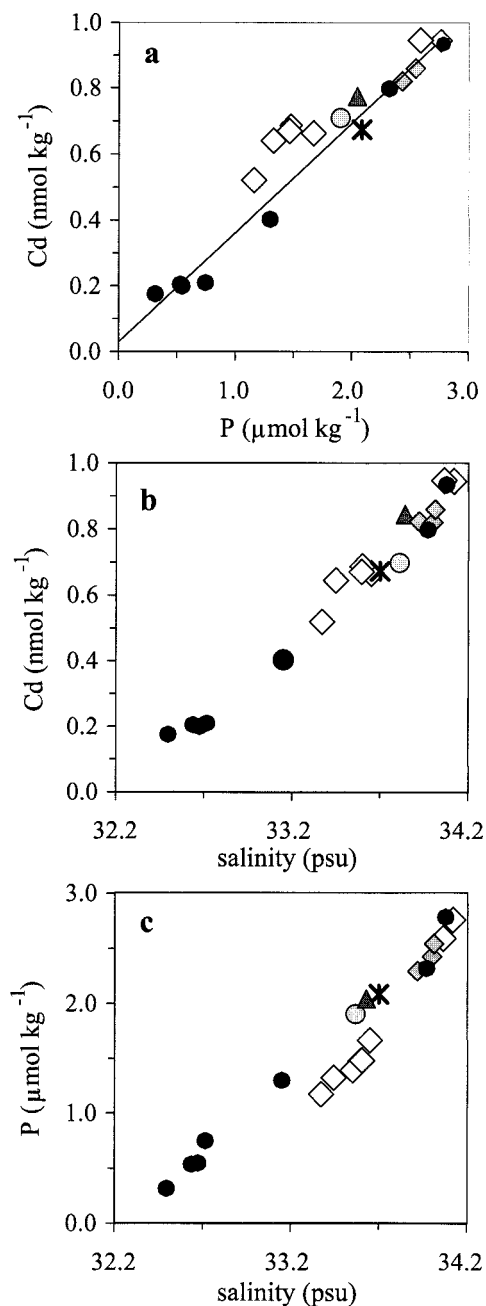 a
1.0
0.8
0.6
0.4
0.2
0.0
Cd (nmol kg⁻¹)
0.0 1.0 2.0 3.0
P (µmol kg⁻¹)
b
1.0
0.8
0.6
0.4
0.2
0.0
Cd (nmol kg⁻¹)
32.2 33.2 34.2
salinity (psu)
c
3.0
2.0
1.0
0.0
P (µmol kg⁻¹)
32.2 33.2 34.2
salinity (psu)